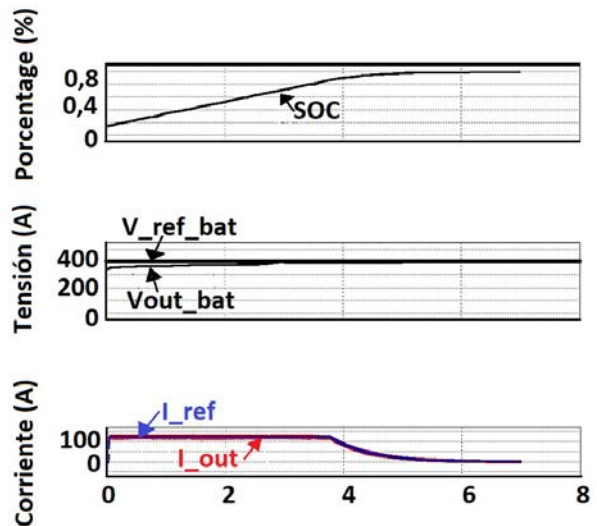 Porcentage (%)
0,8
0,4
0
SOC
Tensión (A)
V_ref_bat
400
200
0
Vout_bat
Corriente (A)
I_ref
100
0
I_out
0 2 4 6 8